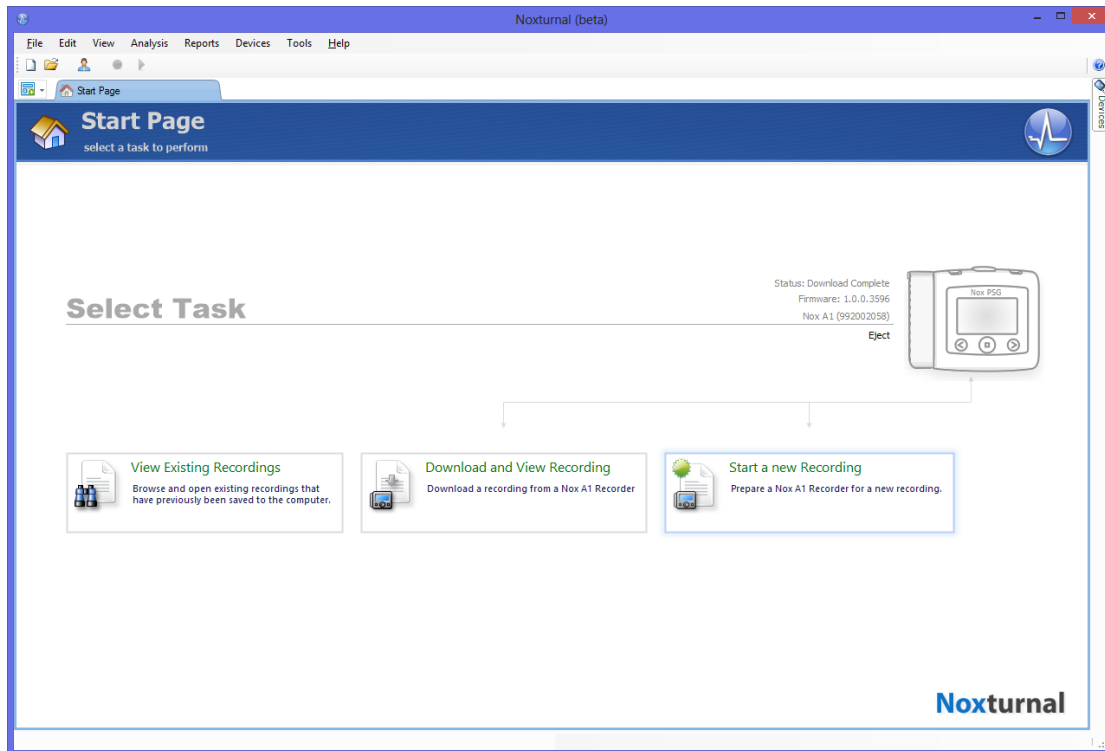 Noxturnal (beta)
File Edit View Analysis Reports Devices Tools Help
Start Page
Devices
Start Page
select a task to perform
Status: Download Complete
Firmware: 1.0.0.3596
Nox A1 (992002058)
Eject
Nox PSG
Select Task
View Existing Recordings
Browse and open existing recordings that
have previously been saved to the computer.
Download and View Recording
Download a recording from a Nox A1 Recorder
Start a new Recording
Prepare a Nox A1 Recorder for a new recording.
Noxturnal